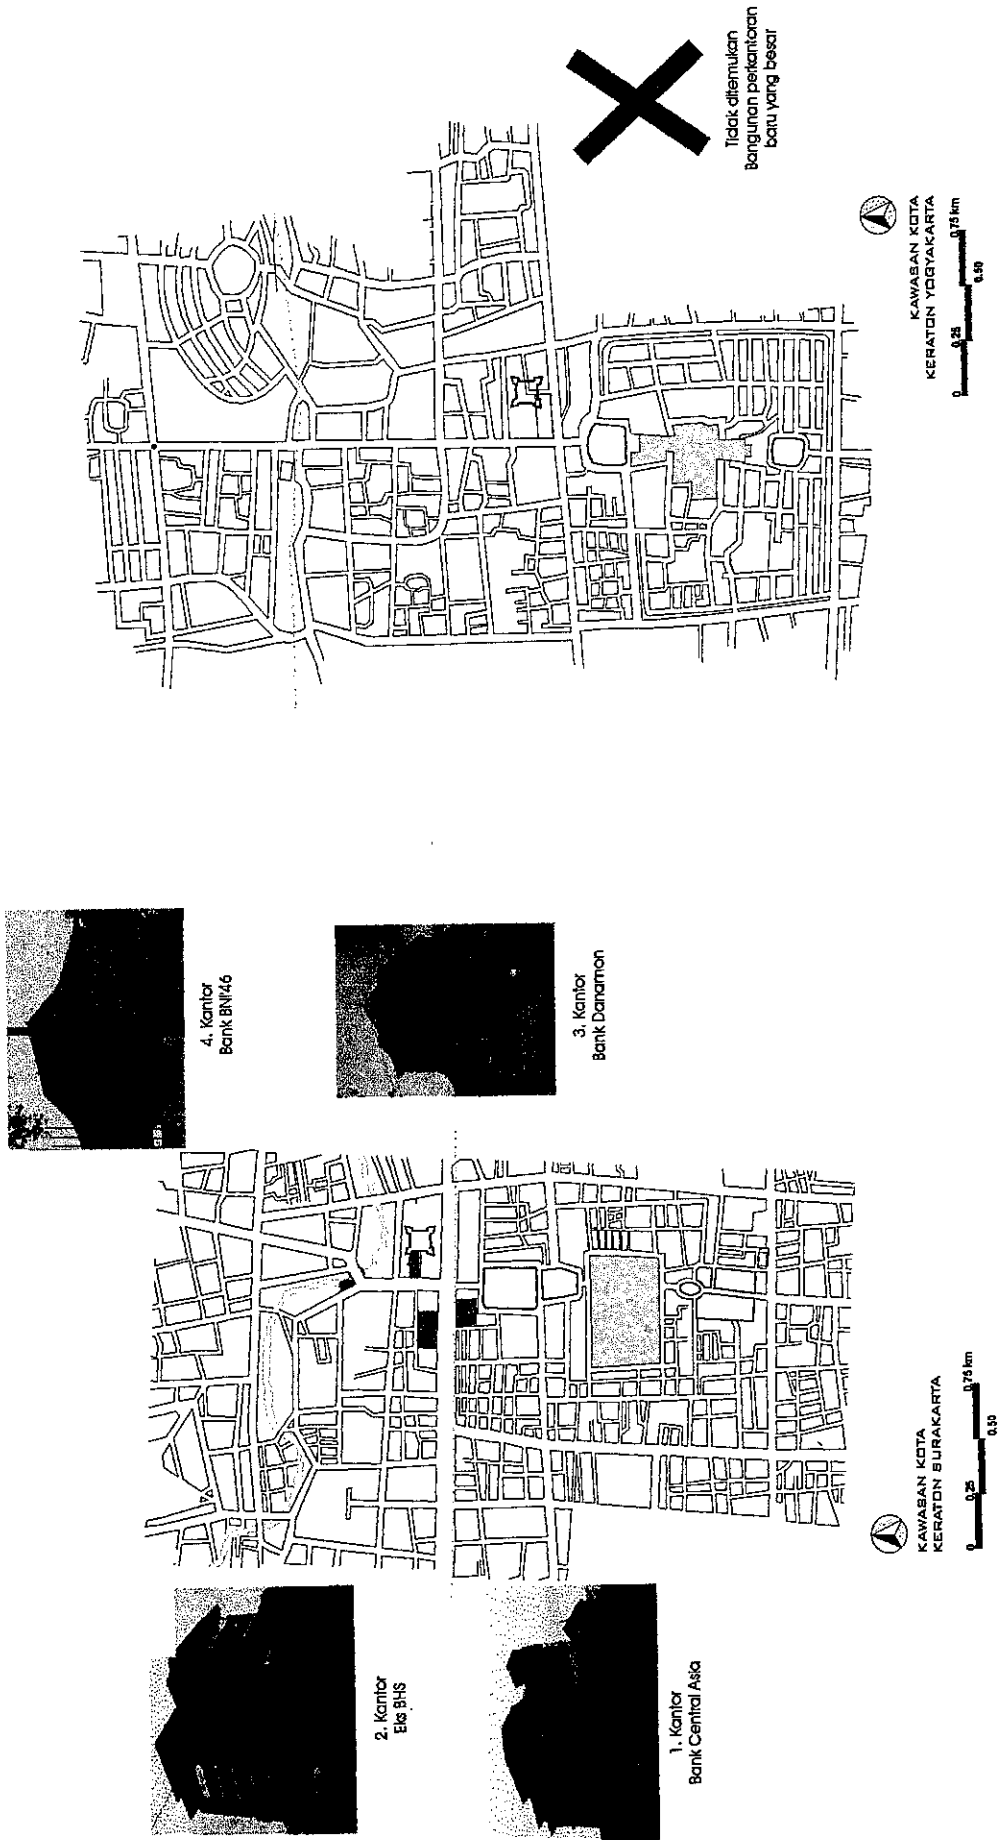 2. Kantor
Eks BHS
1. Kantor
Bank Central Asia
KAWASAN KOTA
KERATON SURAKARTA
0
0,25
0,50
0,75 km
4. Kantor
Bank BNI'46
3. Kantor
Bank Danamon
Tidak ditemukan
Bangunan perkantoran
baru yang besar
KAWASAN KOTA
KERATON YOGYAKARTA
0
0,25
0,50
0,75 km